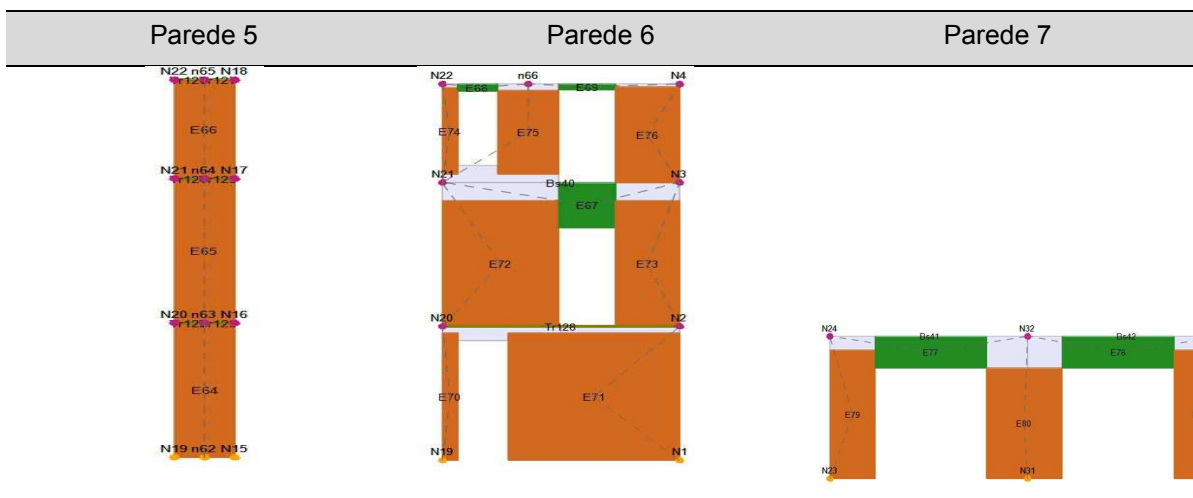 Parede 5 Parede 6 Parede 7
N22 n65 N18
E66
N21 n64 N17
E65
N20 n63 N16
E64
N19 n62 N15
N22 n66 N4
E68 E69
E74 E75 E76
N21 Bs40 N3
E67
E72 E73
N20 Tr128 N2
E70 E71
N19 N1
N24 Bs41 N32 Bs42
E77 E78
E79 E80
N23 N31